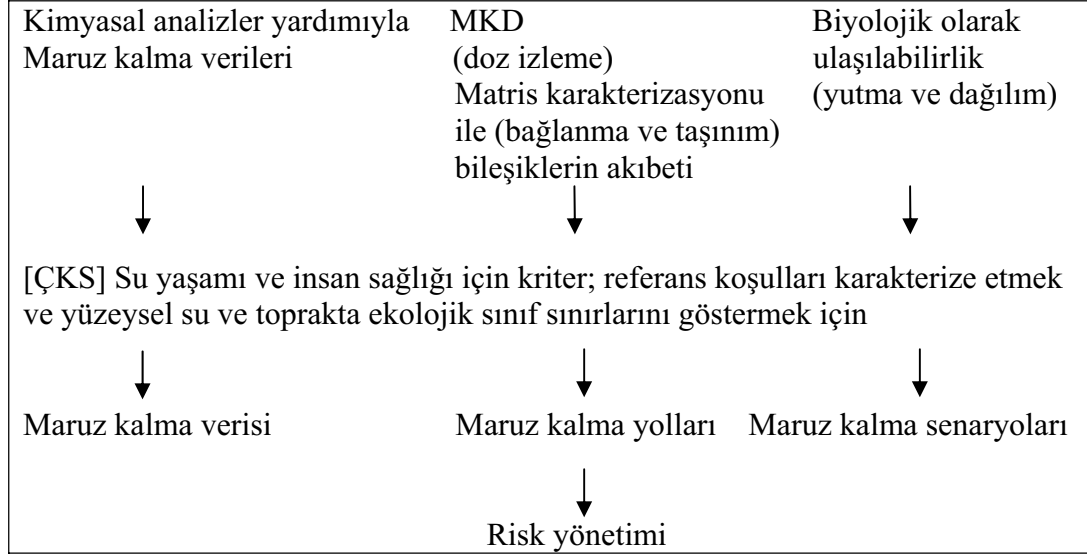 Kimyasal analizler yardımıyla
Maruz kalma verileri
MKD
(doz izleme)
Matris karakterizasyonu
ile (bağlanma ve taşınım)
bileşiklerin akıbeti
Biyolojik olarak
ulaşılabilirlik
(yutma ve dağılım)
[ÇKS] Su yaşamı ve insan sağlığı için kriter; referans koşulları karakterize etmek
ve yüzeysel su ve toprakta ekolojik sınıf sınırlarını göstermek için
Maruz kalma verisi
Maruz kalma yolları
Maruz kalma senaryoları
Risk yönetimi